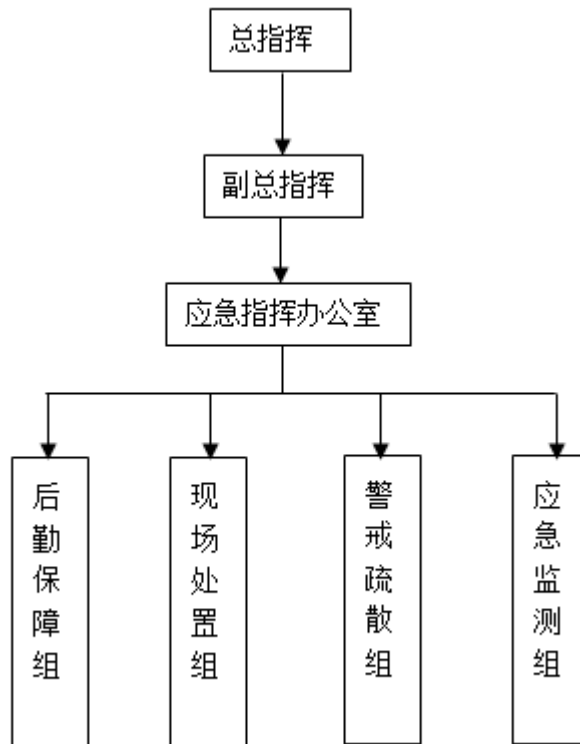 总指挥
副总指挥
应急指挥办公室
后勤保障组
现场处置组
警戒疏散组
应急监测组